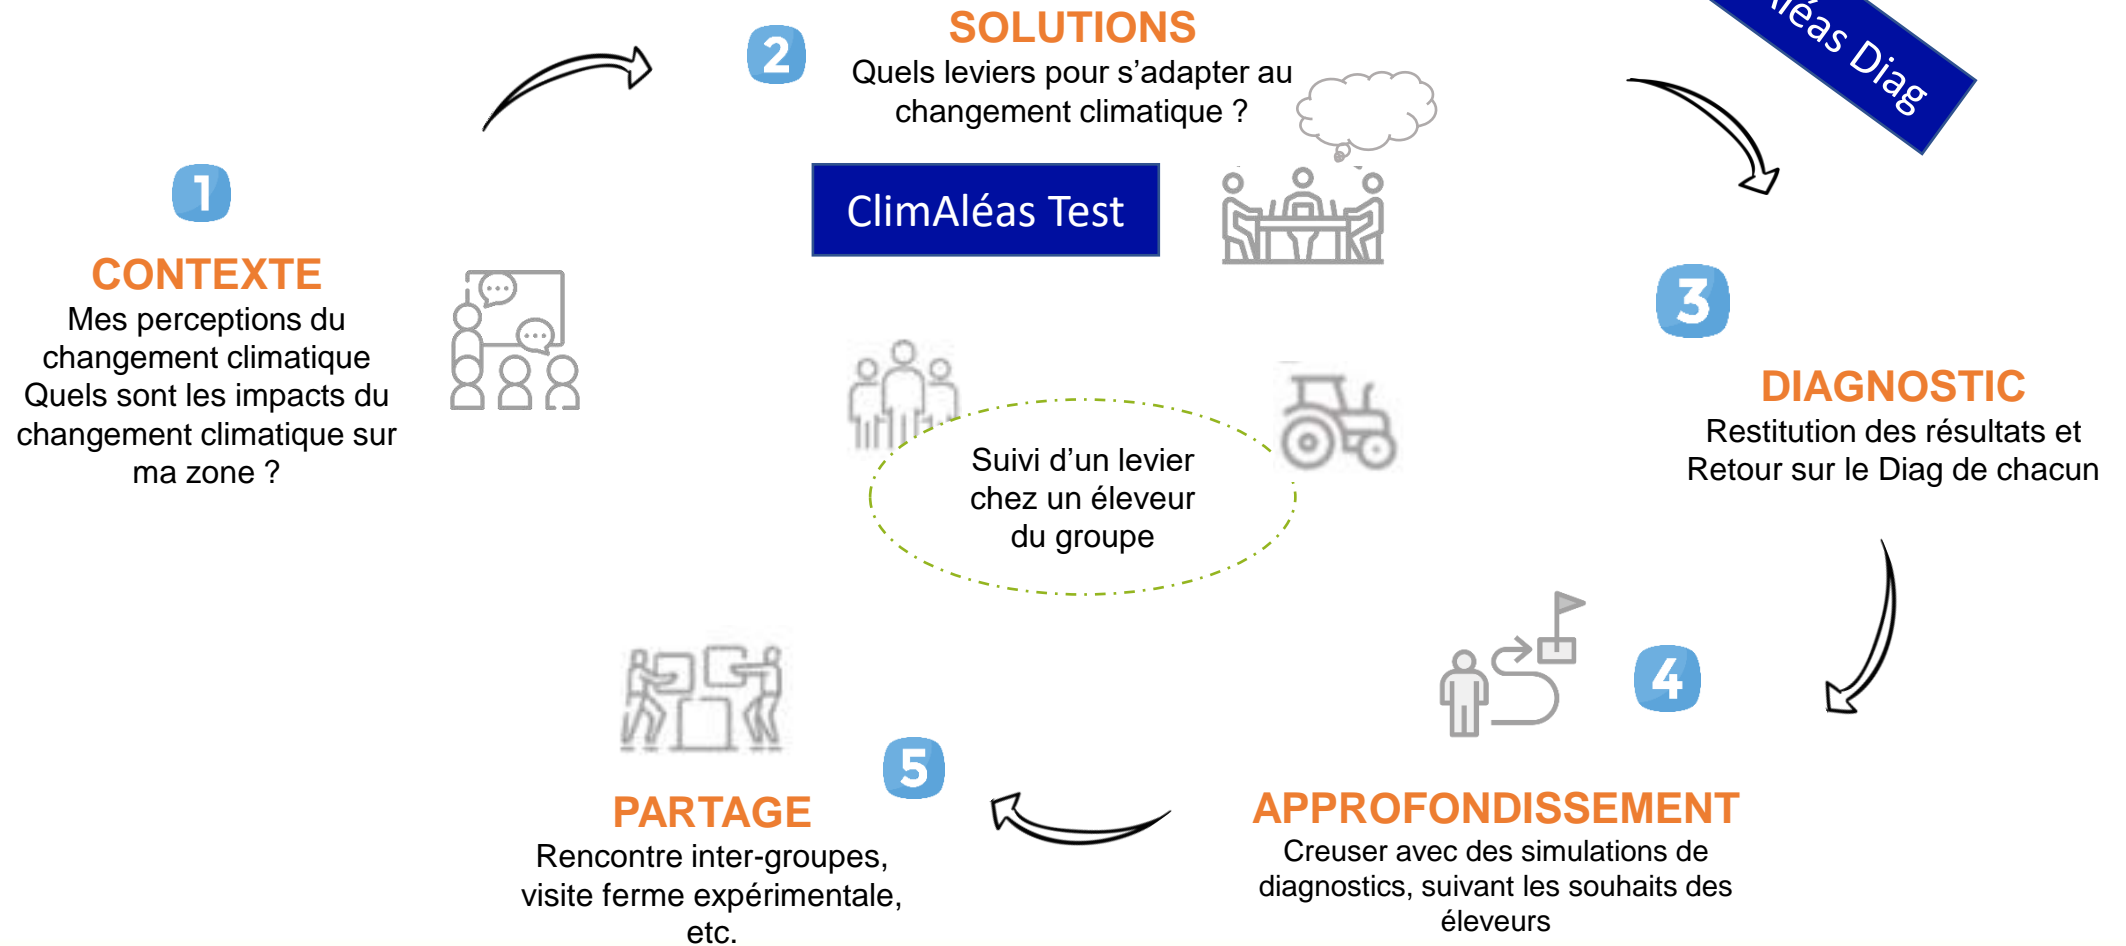 1
CONTEXTE
Mes perceptions du
changement climatique
Quels sont les impacts du
changement climatique sur
ma zone ?
2
SOLUTIONS
Quels leviers pour s’adapter au
changement climatique ?
ClimAléas Test
Diag
3
DIAGNOSTIC
Restitution des résultats et
Retour sur le Diag de chacun
Suivi d’un levier
chez un éleveur
du groupe
4
APPROFONDISSEMENT
Creuser avec des simulations de
diagnostics, suivant les souhaits des
éleveurs
5
PARTAGE
Rencontre inter-groupes,
visite ferme expérimentale,
etc.